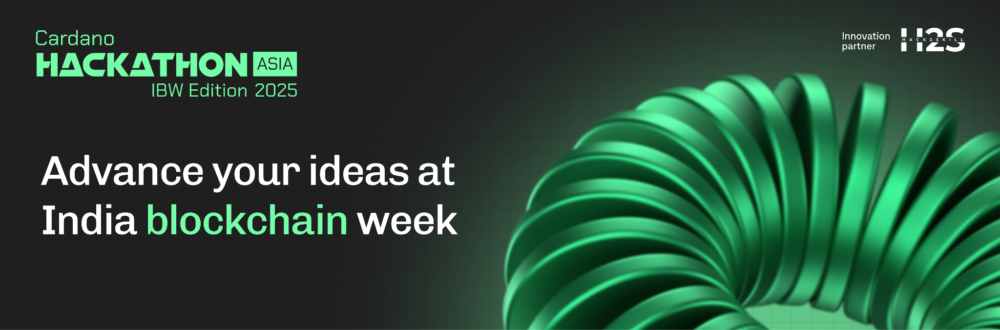 Cardano
HACKATHON ASIA
IBW Edition 2025
Innovation
partner
H2S
HACK2SKILL
Advance your ideas at
India blockchain week